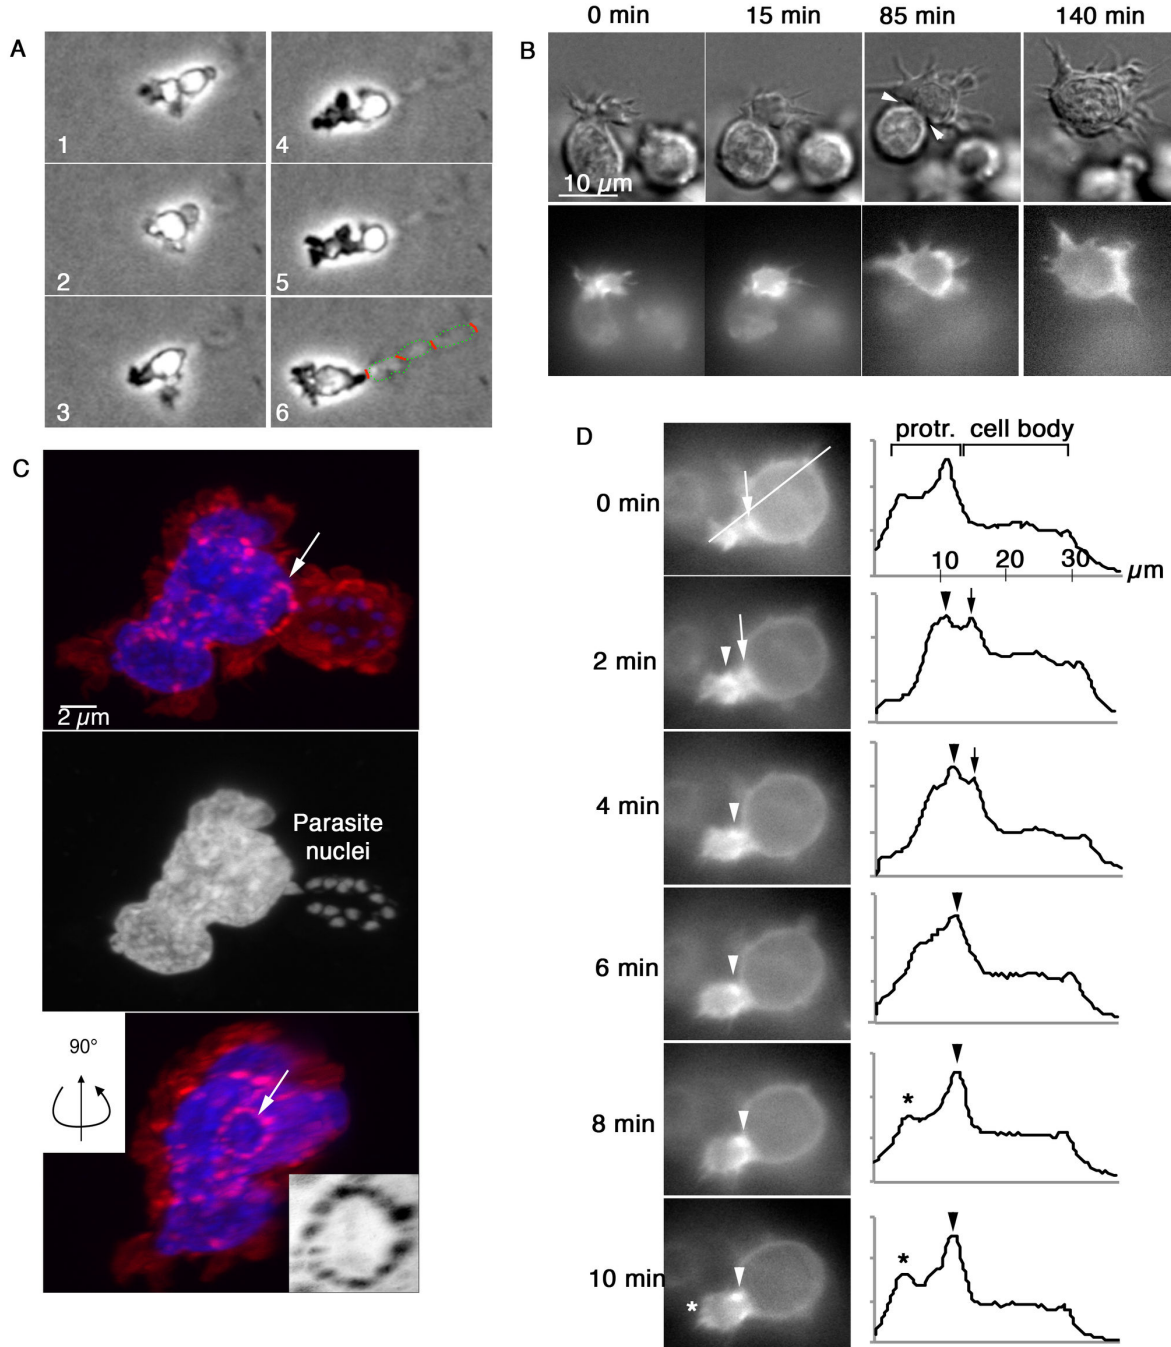 A
1
2
3
4
5
6
B
0 min
15 min
85 min
140 min
10 µm
C
2 µm
Parasite
nuclei
90°
D
protr.
cell body
0 min
10
20
30
µm
2 min
4 min
6 min
8 min
*
10 min
*
*